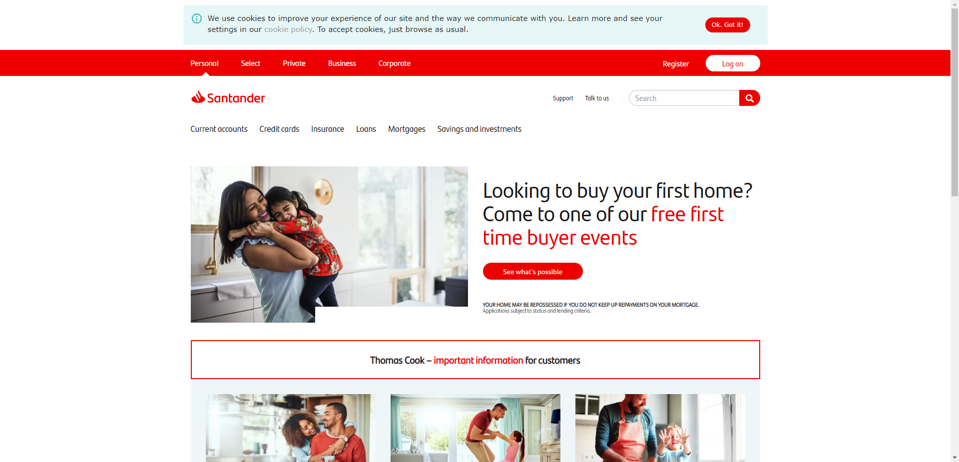 We use cookies to improve your experience of our site and the way we communicate with you. Learn more and see your
settings in our cookie policy. To accept cookies, just browse as usual.
Ok. Got it!
Personal
Select
Private
Business
Corporate
Register
Log on
Santander
Support
Talk to us
Search
Current accounts
Credit cards
Insurance
Loans
Mortgages
Savings and investments
Looking to buy your first home?
Come to one of our free first
time buyer events
See what's possible
YOUR HOME MAY BE REPOSSESSED IF YOU DO NOT KEEP UP REPAYMENTS ON YOUR MORTGAGE.
Applications subject to status and lending criteria.
Thomas Cook – important information for customers